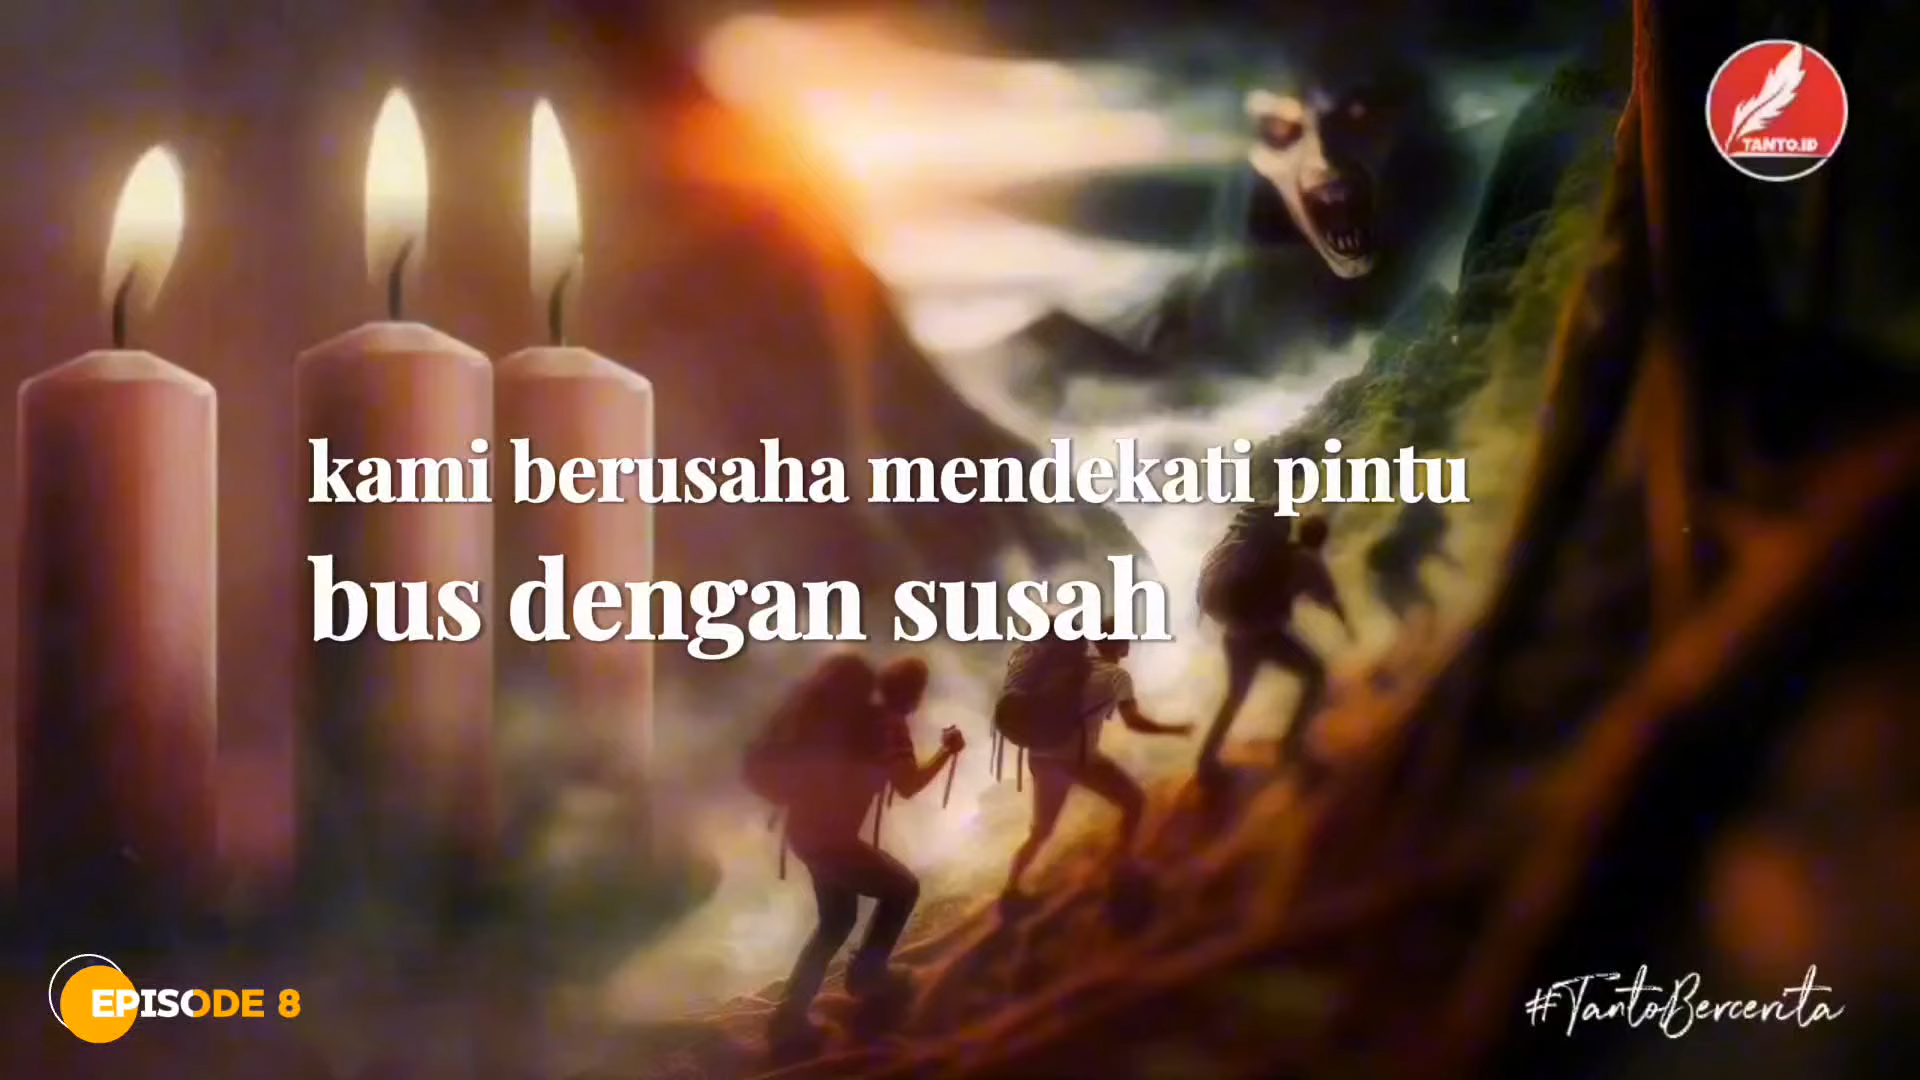 TANTO.ID
kami berusaha mendekati pintu
bus dengan susah
EPISODE 8
#TantoBercerita